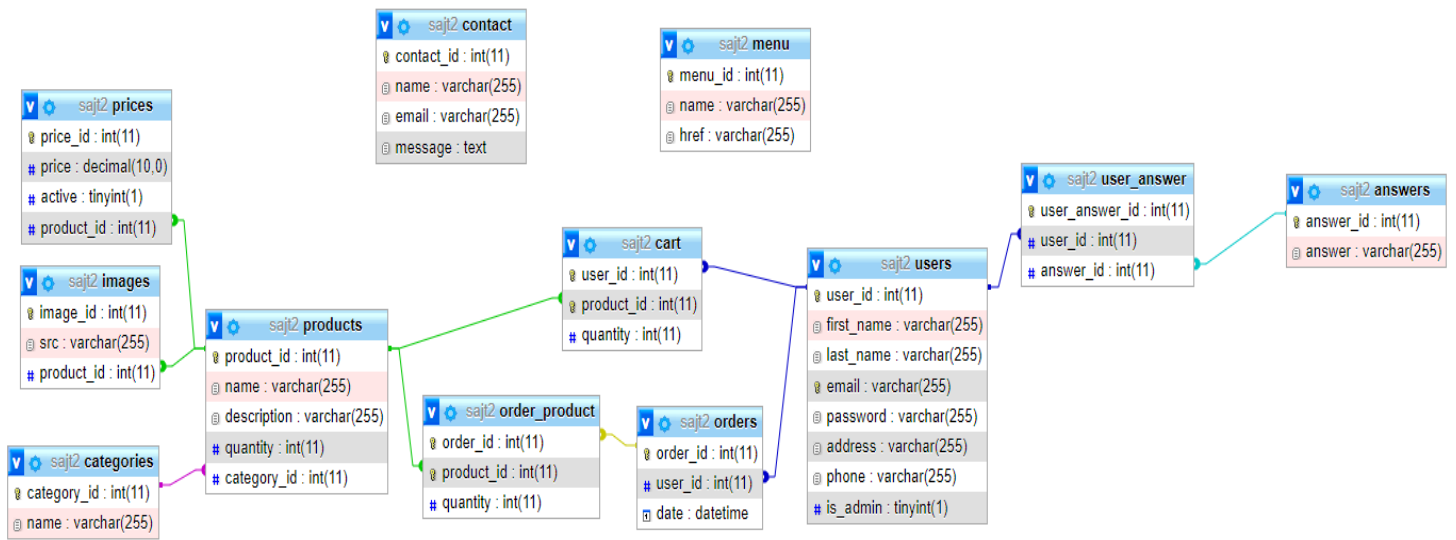 sajt2 contact
contact_id : int(11)
name : varchar(255)
email : varchar(255)
message : text
sajt2 menu
menu_id : int(11)
name : varchar(255)
href : varchar(255)
sajt2 prices
price_id : int(11)
price : decimal(10,0)
active : tinyint(1)
product_id : int(11)
sajt2 images
image_id : int(11)
src : varchar(255)
product_id : int(11)
sajt2 categories
category_id : int(11)
name : varchar(255)
sajt2 products
product_id : int(11)
name : varchar(255)
description : varchar(255)
quantity : int(11)
category_id : int(11)
sajt2 cart
user_id : int(11)
product_id : int(11)
quantity : int(11)
sajt2 order_product
order_id : int(11)
product_id : int(11)
quantity : int(11)
sajt2 orders
order_id : int(11)
user_id : int(11)
date : datetime
sajt2 users
user_id : int(11)
first_name : varchar(255)
last_name : varchar(255)
email : varchar(255)
password : varchar(255)
address : varchar(255)
phone : varchar(255)
is_admin : tinyint(1)
sajt2 user_answer
user_answer_id : int(11)
user_id : int(11)
answer_id : int(11)
sajt2 answers
answer_id : int(11)
answer : varchar(255)